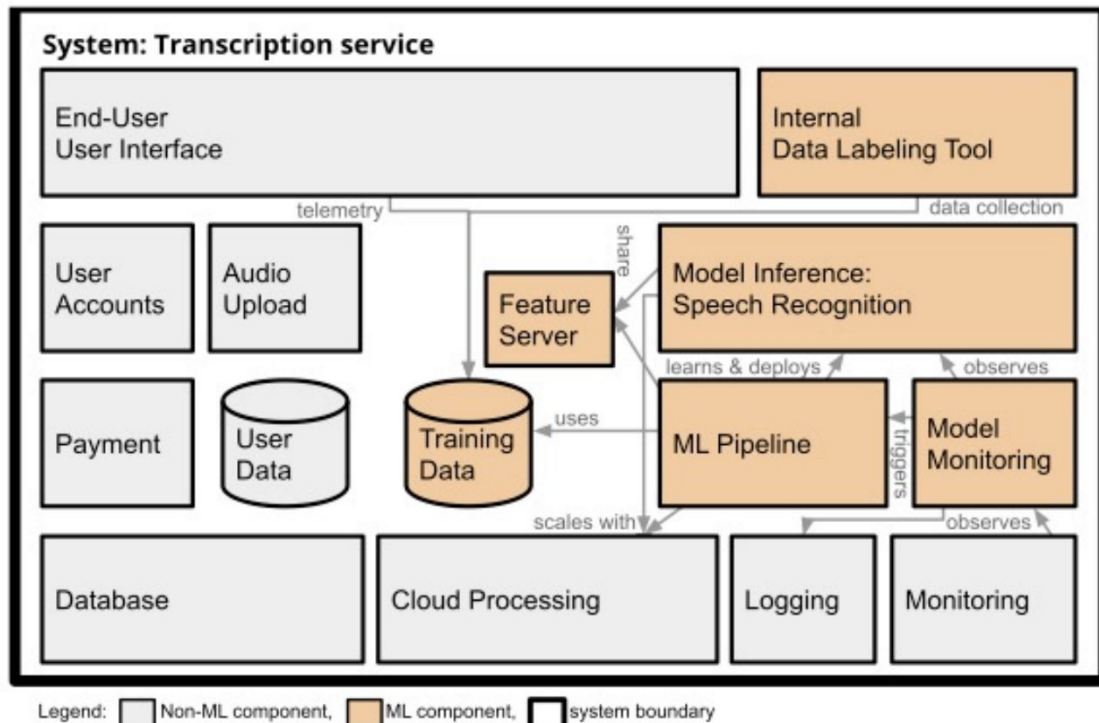 System: Transcription service
End-User
User Interface
Internal
Data Labeling Tool
telemetry
data collection
User
Accounts
Audio
Upload
share
Feature
Server
Model Inference:
Speech Recognition
learns & deploys
observes
Payment
User
Data
Training
Data
uses
ML Pipeline
triggers
Model
Monitoring
scales with
observes
Database
Cloud Processing
Logging
Monitoring
Legend: Non-ML component, ML component, system boundary